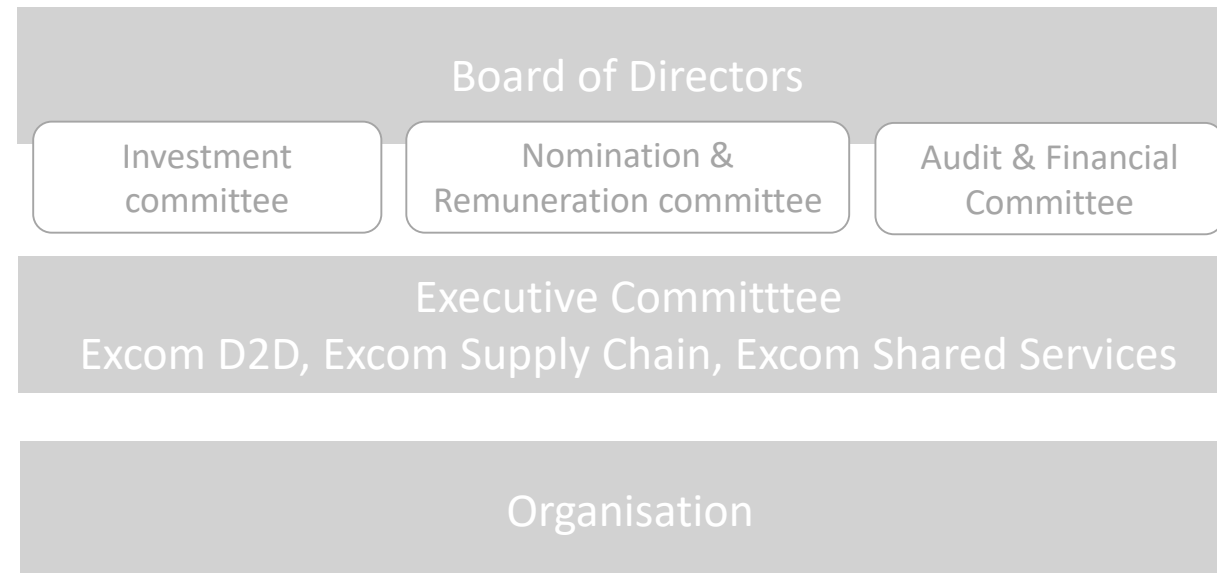 Board of Directors
Investment
committee
Nomination &
Remuneration committee
Audit & Financial
Committee
Executive Committtee
Excom D2D, Excom Supply Chain, Excom Shared Services
Organisation